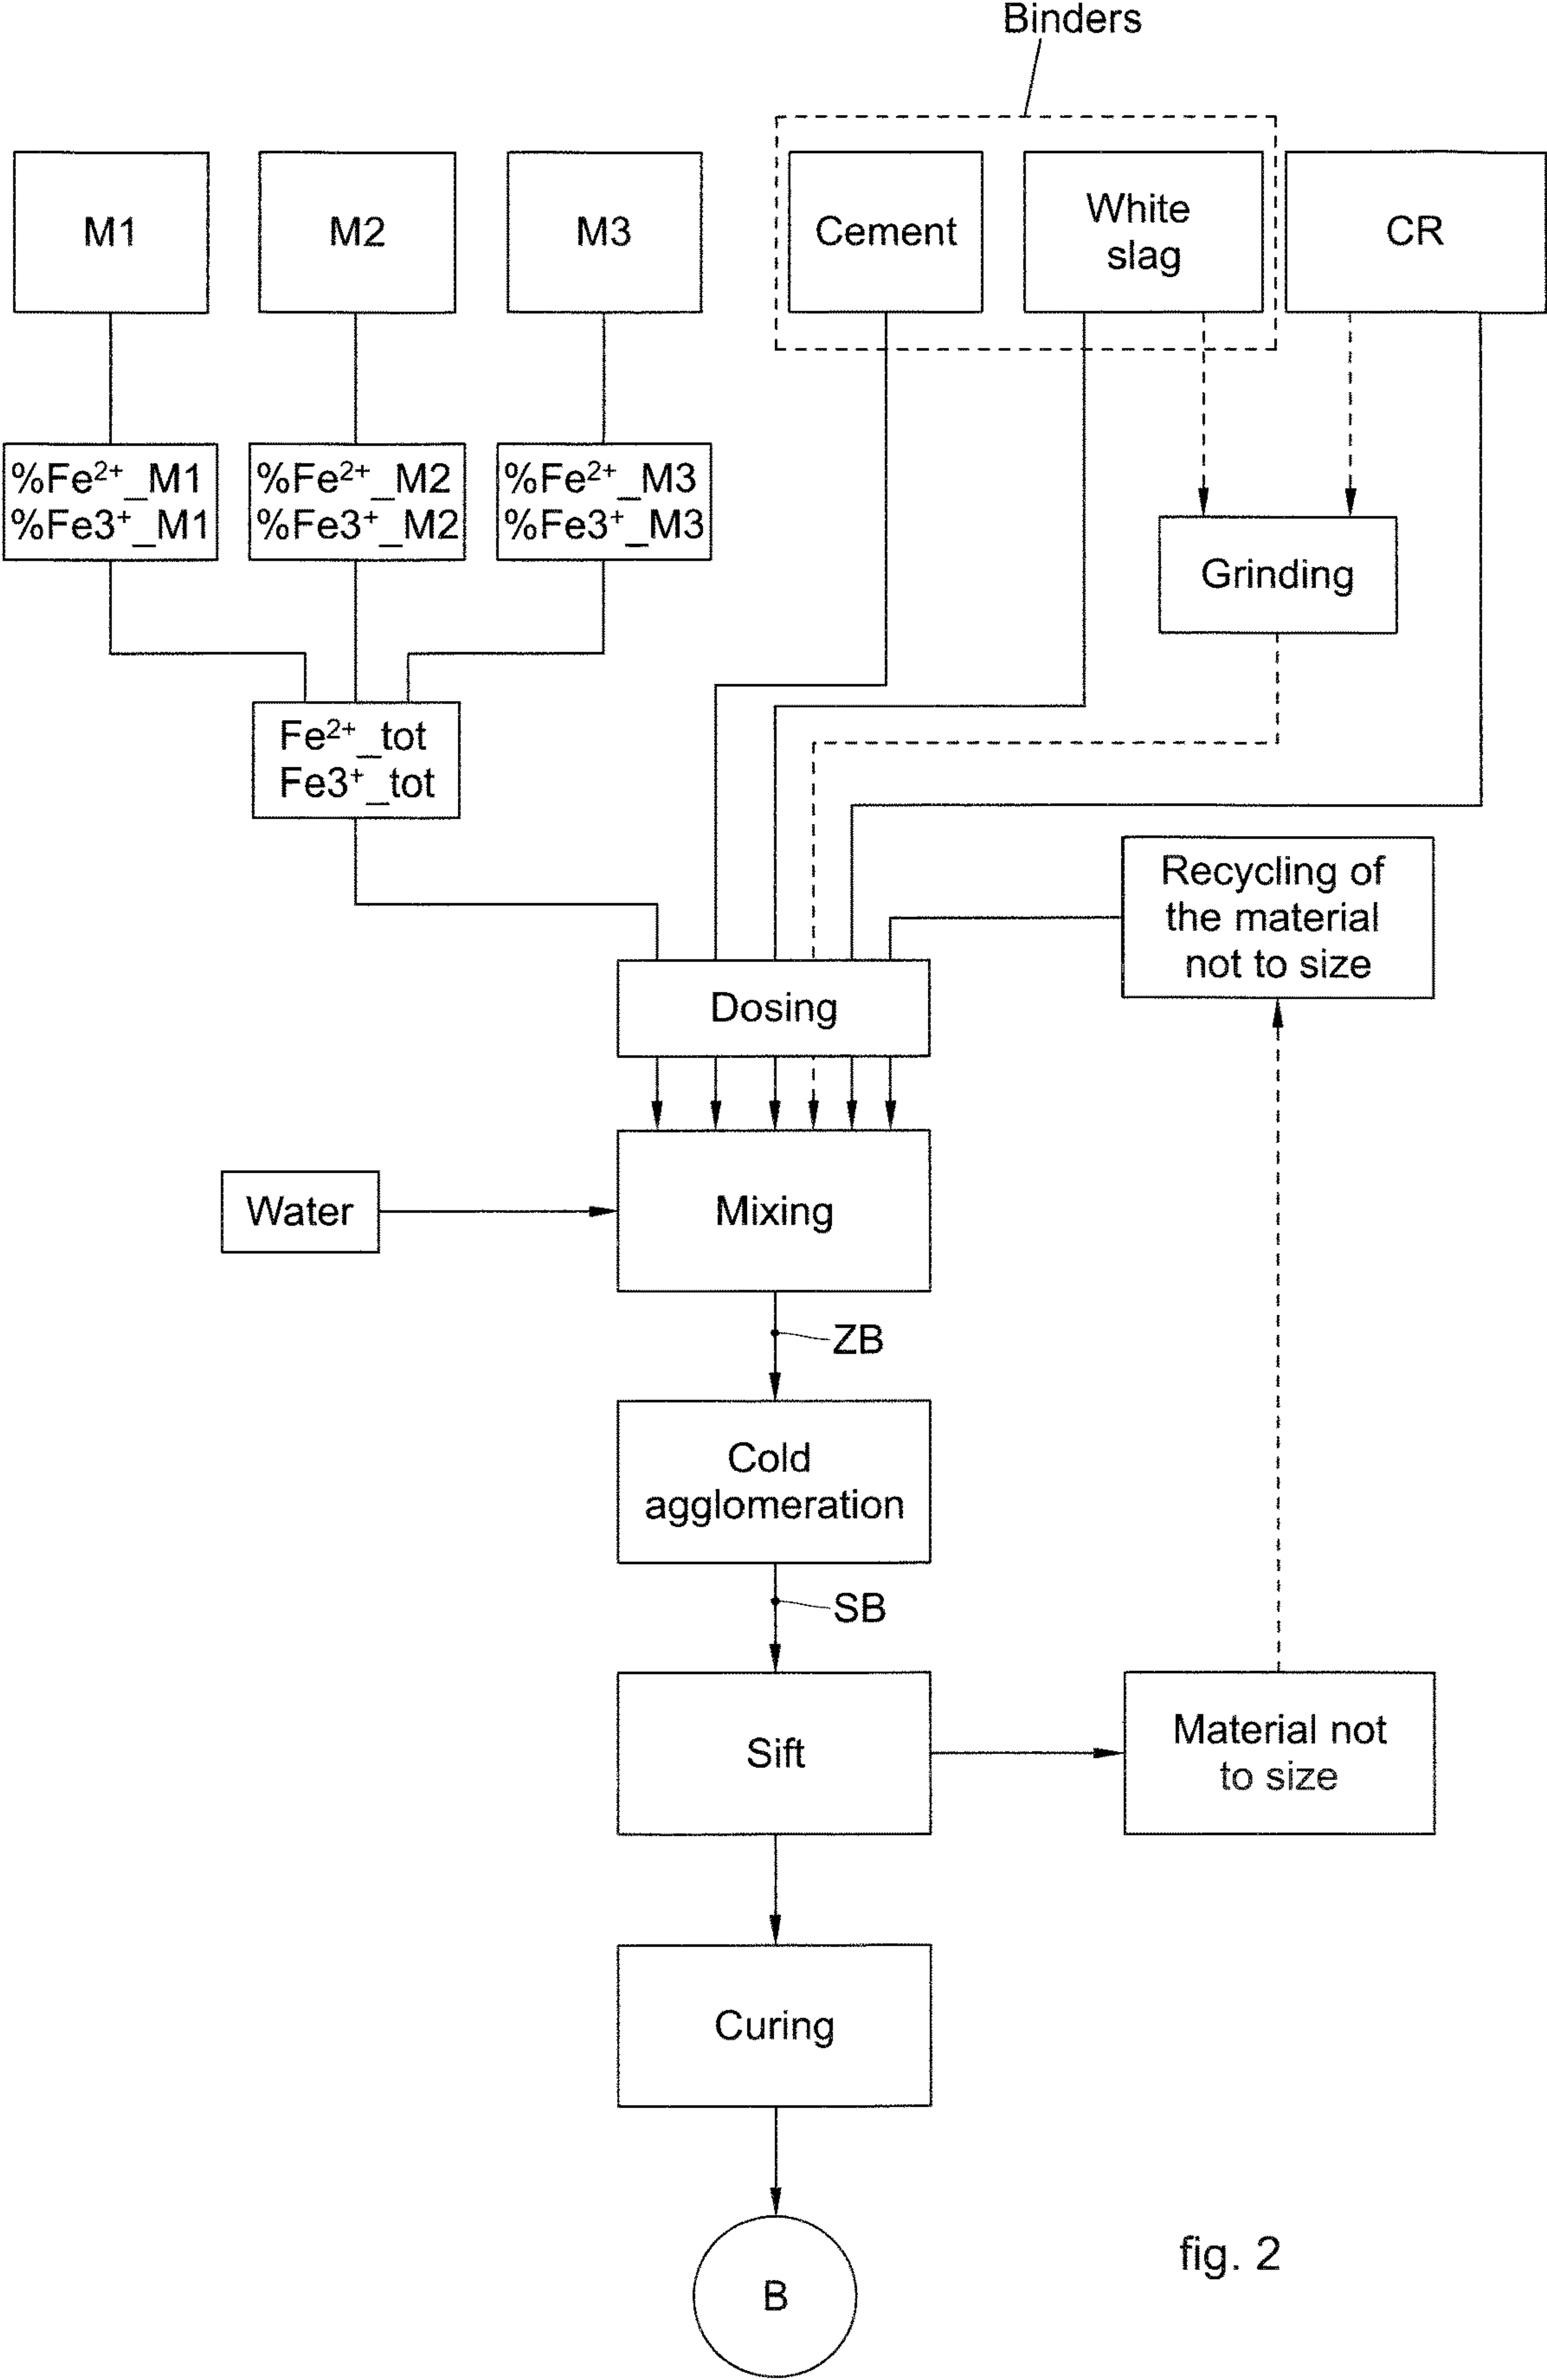 Binders
M1
M2
M3
Cement
White
slag
CR
%Fe²⁺_M1
%Fe3⁺_M1
%Fe²⁺_M2
%Fe3⁺_M2
%Fe²⁺_M3
%Fe3⁺_M3
Grinding
Fe²⁺_tot
Fe3⁺_tot
Recycling of
the material
not to size
Dosing
Water
Mixing
ZB
Cold
agglomeration
SB
Sift
Material not
to size
Curing
B
fig. 2